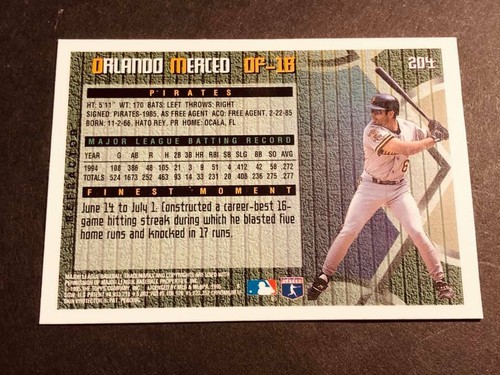 ORLANDO MERCED OF-1B
204
PIRATES
HT: 5'11" WT: 170 BATS: LEFT THROWS: RIGHT
SIGNED: PIRATES-1985, AS FREE AGENT ACQ: FREE AGENT, 2-22-85
BORN: 11-2-66, HATO REY, PR HOME: OCALA, FL
MAJOR LEAGUE BATTING RECORD
YEAR G AB R H 2B 3B HR RBI SB SLG BB SO AVG
1994 108 386 48 105 21 3 9 51 4 .412 42 58 .272
TOTALS 524 1673 252 463 93 14 33 231 28 .408 220 275 .277
FINEST MOMENT
June 14 to July 1. Constructed a career-best 16-
game hitting streak during which he blasted five
home runs and knocked in 17 runs.
6